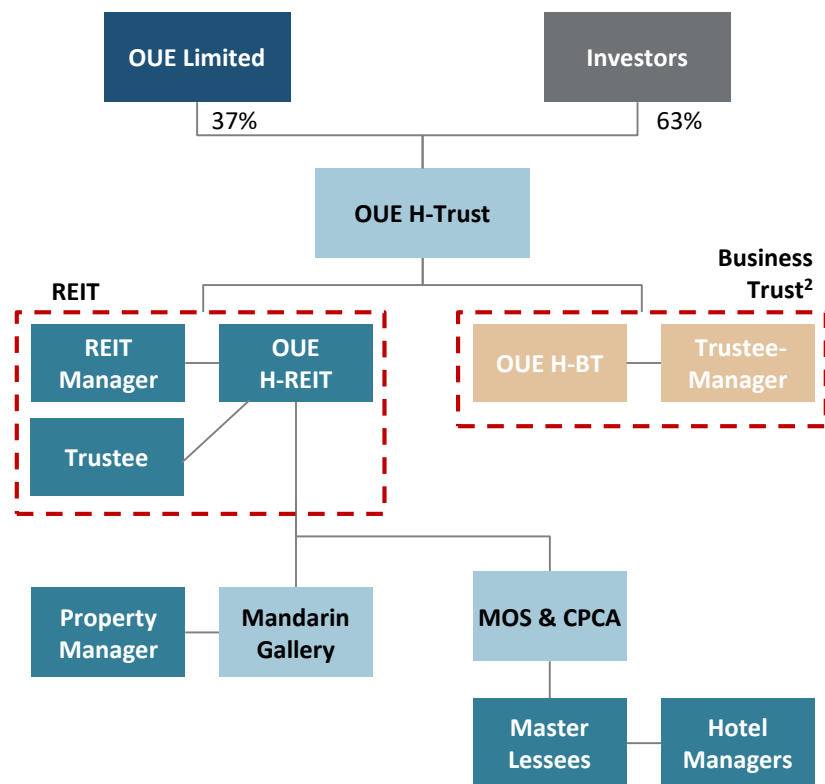 OUE Limited
Investors
37%
63%
OUE H-Trust
REIT
Business
Trust²
REIT
Manager
OUE
H-REIT
OUE H-BT
Trustee-
Manager
Trustee
Property
Manager
Mandarin
Gallery
MOS & CPCA
Master
Lessees
Hotel
Managers